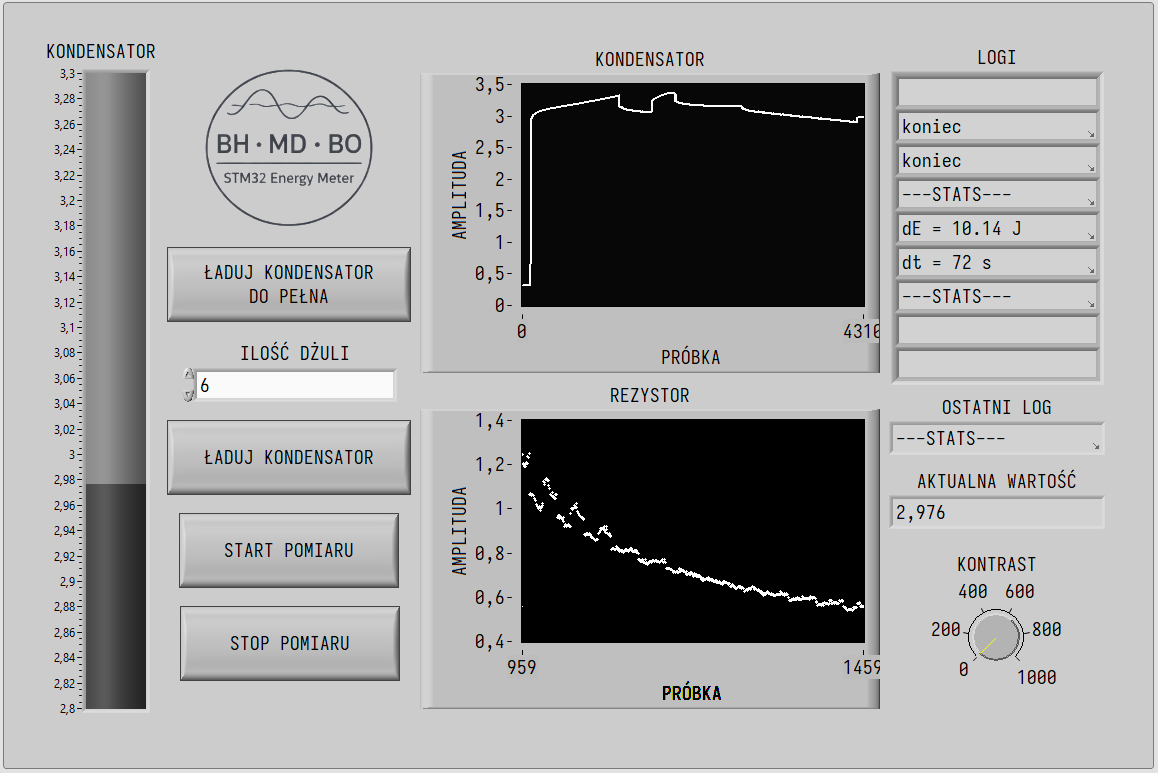 KONDENSATOR
3,3
3,28
3,26
3,24
3,22
3,2
3,18
3,16
3,14
3,12
3,1
3,08
3,06
3,04
3,02
3
2,98
2,96
2,94
2,92
2,9
2,88
2,86
2,84
2,82
2,8
BH · MD · BO
STM32 Energy Meter
ŁADUJ KONDENSATOR
DO PEŁNA
ILOŚĆ DŻULI
6
ŁADUJ KONDENSATOR
START POMIARU
STOP POMIARU
KONDENSATOR
AMPLITUDA
3,5
3
2,5
2
1,5
1
0,5
0
0
4310
PRÓBKA
REZYSTOR
AMPLITUDA
1,4
1,2
1
0,8
0,6
0,4
959
1459
PRÓBKA
LOGI
koniec
koniec
---STATS---
dE = 10.14 J
dt = 72 s
---STATS---
OSTATNI LOG
---STATS---
AKTUALNA WARTOŚĆ
2,976
KONTRAST
400 600
200 800
0 1000